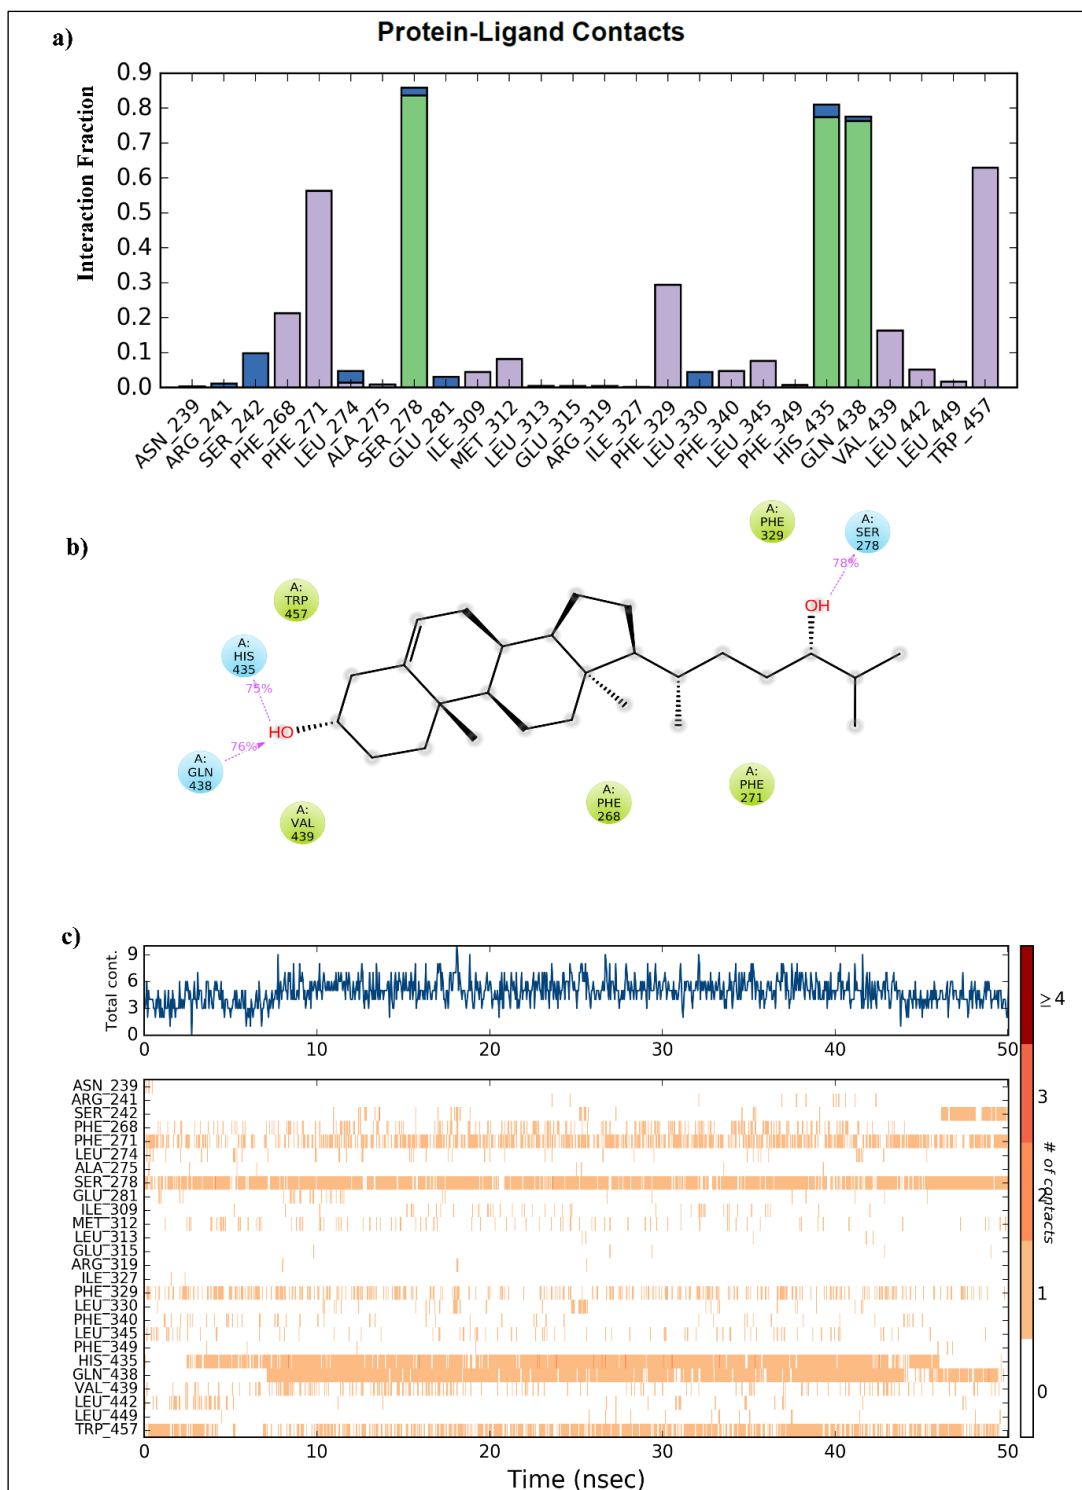 a)
Protein-Ligand Contacts
Interaction Fraction
0.9
0.8
0.7
0.6
0.5
0.4
0.3
0.2
0.1
0.0
ASN_239
ARG_241
SER_242
PHE_268
PHE_271
LEU_274
ALA_275
SER_278
GLU_281
ILE_309
MET_312
LEU_313
GLU_315
ARG_319
ILE_327
PHE_329
LEU_330
PHE_340
LEU_345
PHE_349
HIS_435
GLN_438
VAL_439
LEU_442
LEU_449
TRP_457
b)
A:
PHE
329
A:
SER
278
78%
OH
A:
TRP
457
A:
HIS
435
75%
HO
76%
A:
GLN
438
A:
VAL
439
A:
PHE
268
A:
PHE
271
c)
Total cont.
9
6
3
0
0 10 20 30 40 50
ASN_239
ARG_241
SER_242
PHE_268
PHE_271
LEU_274
ALA_275
SER_278
GLU_281
ILE_309
MET_312
LEU_313
GLU_315
ARG_319
ILE_327
PHE_329
LEU_330
PHE_340
LEU_345
PHE_349
HIS_435
GLN_438
VAL_439
LEU_442
LEU_449
TRP_457
0 10 20 30 40 50
Time (nsec)
≥4
3
2
1
0
# of contacts